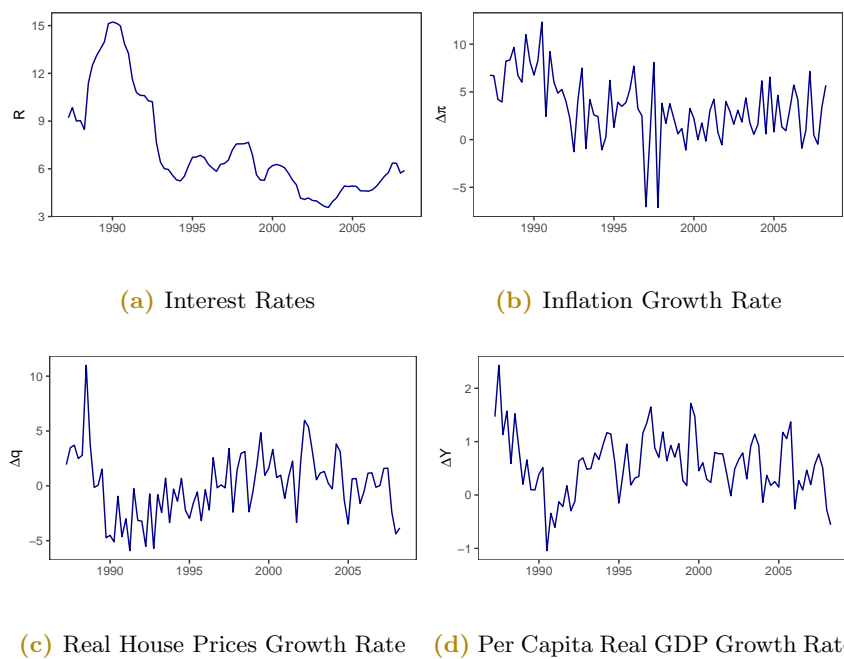 15
12
9
6
3
R
1990 1995 2000 2005
(a) Interest Rates
10
5
0
−5
Δπ
1990 1995 2000 2005
(b) Inflation Growth Rate
10
5
0
−5
Δq
1990 1995 2000 2005
(c) Real House Prices Growth Rate
2
1
0
−1
ΔY
1990 1995 2000 2005
(d) Per Capita Real GDP Growth Rate